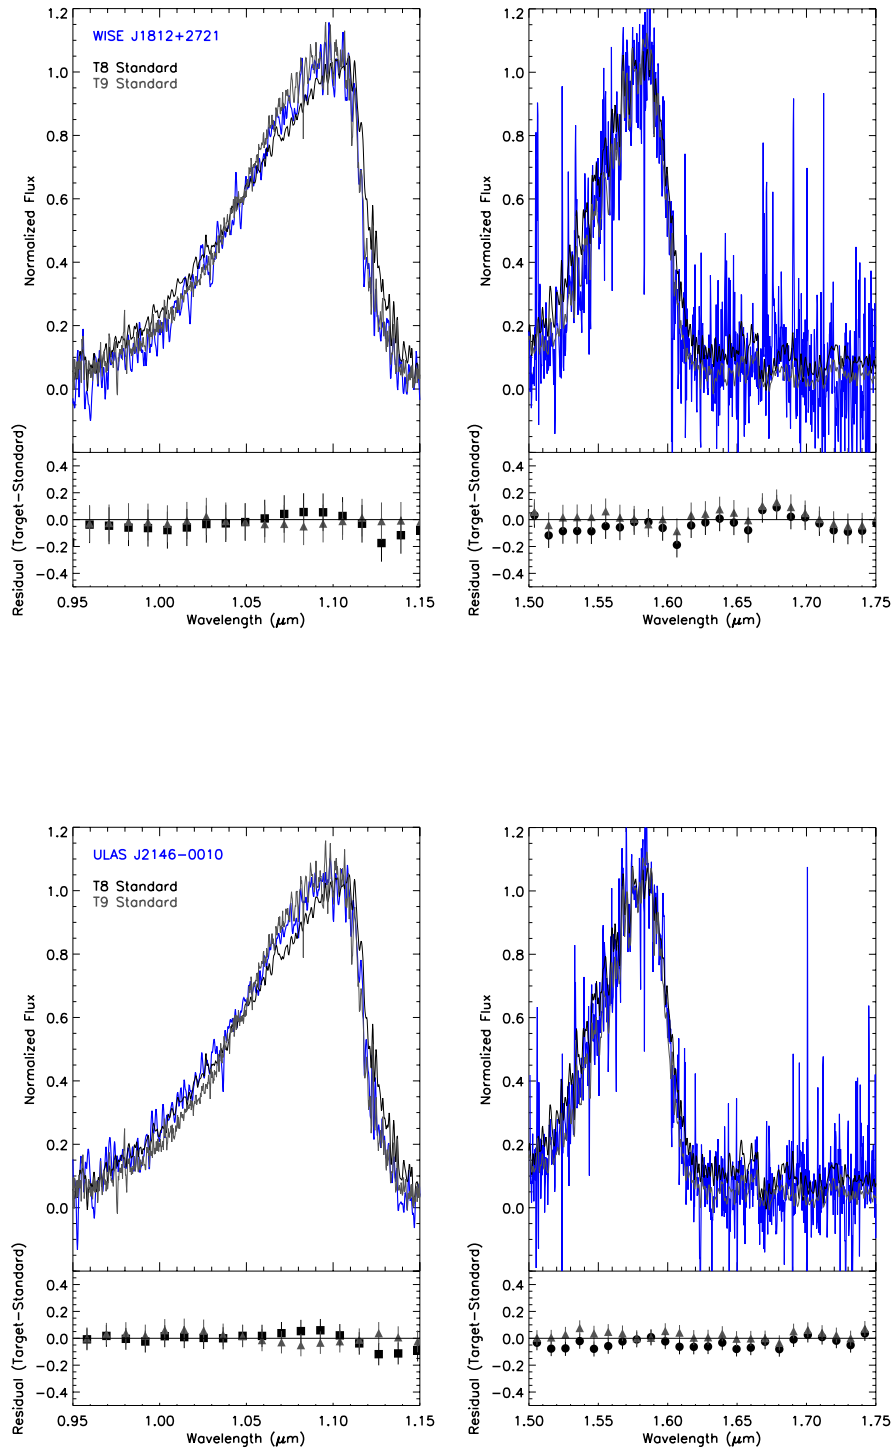 WISE J1812+2721
T8 Standard
T9 Standard
Normalized Flux
1.2
1.0
0.8
0.6
0.4
0.2
0.0
Residual (Target-Standard)
0.4
0.2
0.0
-0.2
-0.4
0.95 1.00 1.05 1.10 1.15
Wavelength (μm)
Normalized Flux
1.2
1.0
0.8
0.6
0.4
0.2
0.0
Residual (Target-Standard)
0.4
0.2
0.0
-0.2
-0.4
1.50 1.55 1.60 1.65 1.70 1.75
Wavelength (μm)
ULAS J2146-0010
T8 Standard
T9 Standard
Normalized Flux
1.2
1.0
0.8
0.6
0.4
0.2
0.0
Residual (Target-Standard)
0.4
0.2
0.0
-0.2
-0.4
0.95 1.00 1.05 1.10 1.15
Wavelength (μm)
Normalized Flux
1.2
1.0
0.8
0.6
0.4
0.2
0.0
Residual (Target-Standard)
0.4
0.2
0.0
-0.2
-0.4
1.50 1.55 1.60 1.65 1.70 1.75
Wavelength (μm)